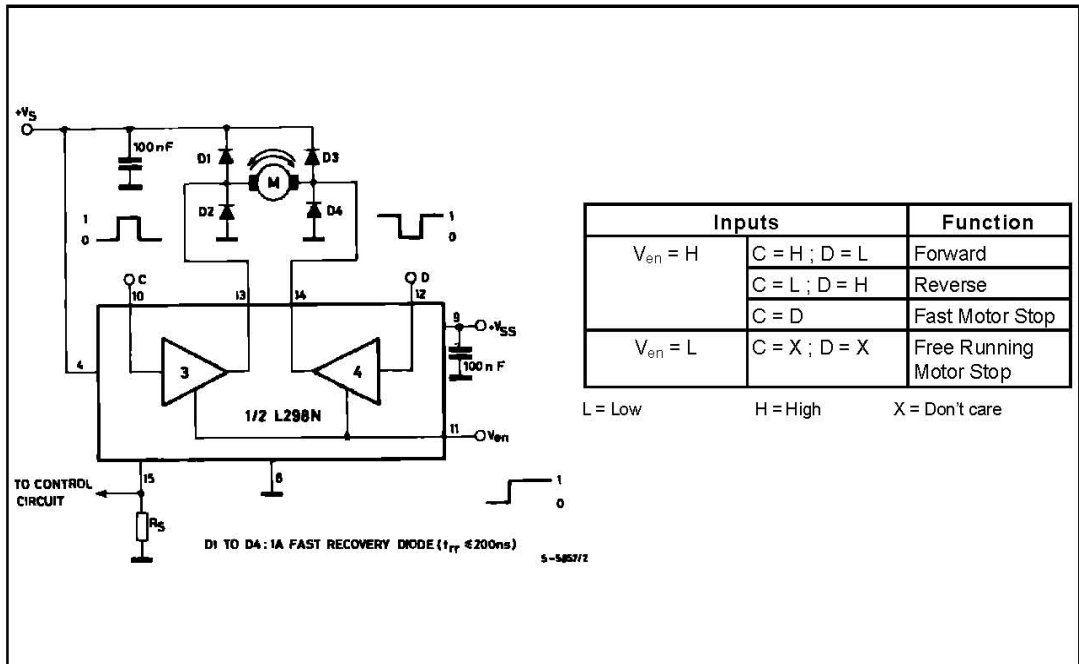 +VS
100nF
D1
D3
M
D2
D4
1
0
1
0
C
D
10
13
14
12
9
+VSS
100nF
4
3
4
1/2 L298N
11
Ven
15
8
TO CONTROL
CIRCUIT
RS
1
0
D1 TO D4 : 1A FAST RECOVERY DIODE (trr ≤ 200ns)
S-5857/2
Inputs Function
Ven = H C = H ; D = L Forward
C = L ; D = H Reverse
C = D Fast Motor Stop
Ven = L C = X ; D = X Free Running
Motor Stop
L = Low H = High X = Don't care